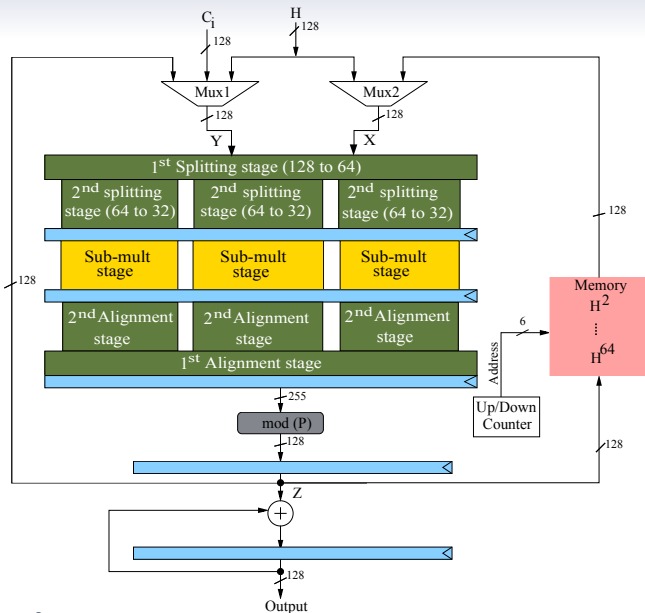 C_i
H
128
128
Mux1
Mux2
128
128
Y
X
1st Splitting stage (128 to 64)
2nd splitting
stage (64 to 32)
2nd splitting
stage (64 to 32)
2nd splitting
stage (64 to 32)
128
Sub-mult
stage
Sub-mult
stage
Sub-mult
stage
128
Memory
H^2
H^64
6
Address
2nd Alignment
stage
2nd Alignment
stage
2nd Alignment
stage
1st Alignment stage
Up/Down
Counter
255
mod (P)
128
128
Z
+
128
Output